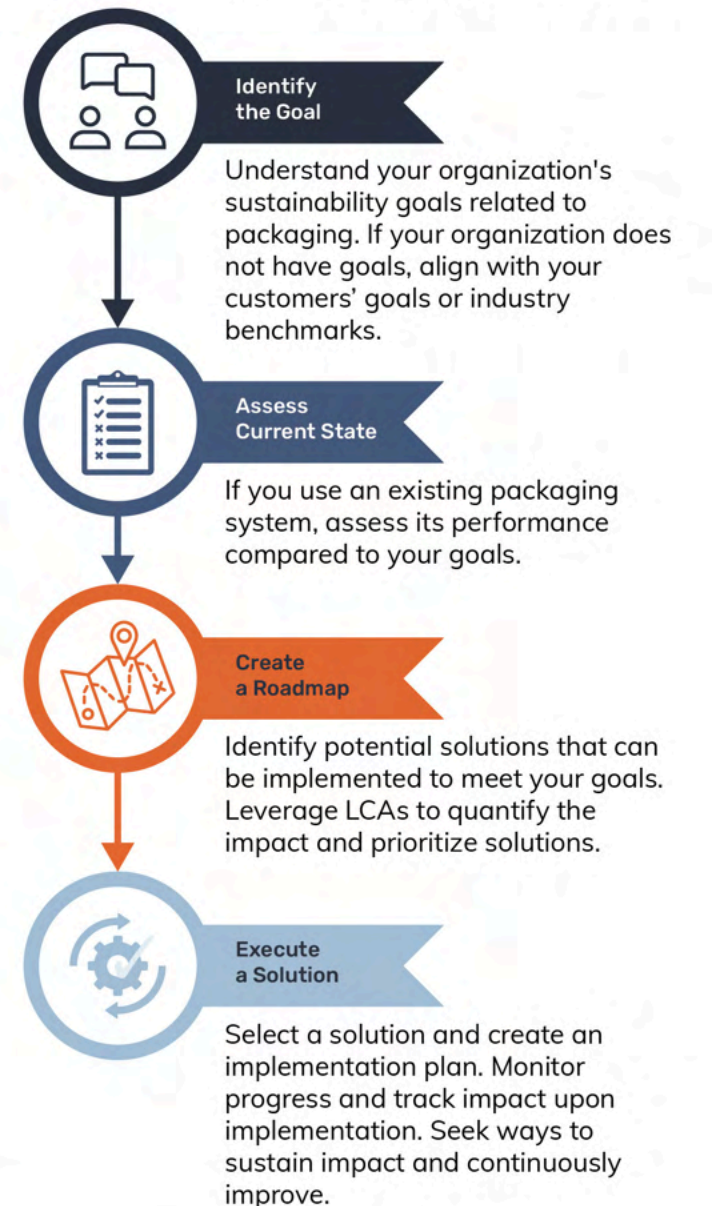 Identify
the Goal
Understand your organization's
sustainability goals related to
packaging. If your organization does
not have goals, align with your
customers’ goals or industry
benchmarks.
Assess
Current State
If you use an existing packaging
system, assess its performance
compared to your goals.
Create
a Roadmap
Identify potential solutions that can
be implemented to meet your goals.
Leverage LCAs to quantify the
impact and prioritize solutions.
Execute
a Solution
Select a solution and create an
implementation plan. Monitor
progress and track impact upon
implementation. Seek ways to
sustain impact and continuously
improve.